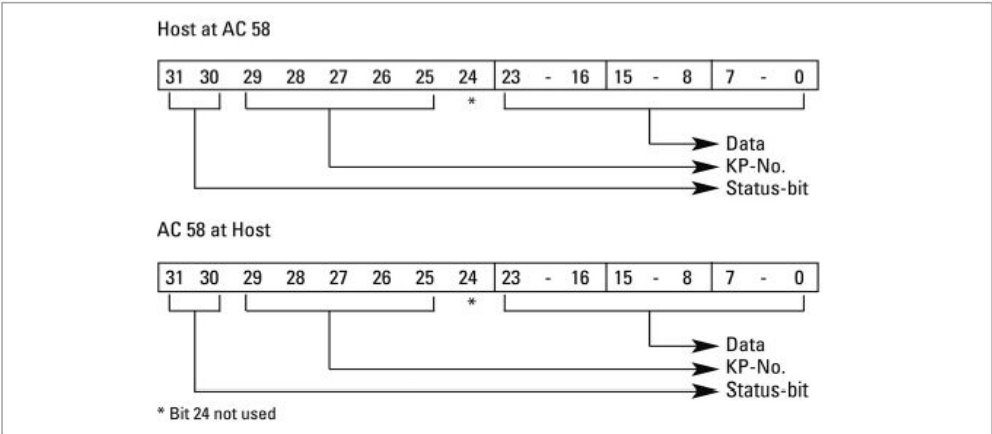 Host at AC 58
31 30 29 28 27 26 25 24 23 - 16 15 - 8 7 - 0
*
Data
KP-No.
Status-bit
AC 58 at Host
31 30 29 28 27 26 25 24 23 - 16 15 - 8 7 - 0
*
Data
KP-No.
Status-bit
* Bit 24 not used